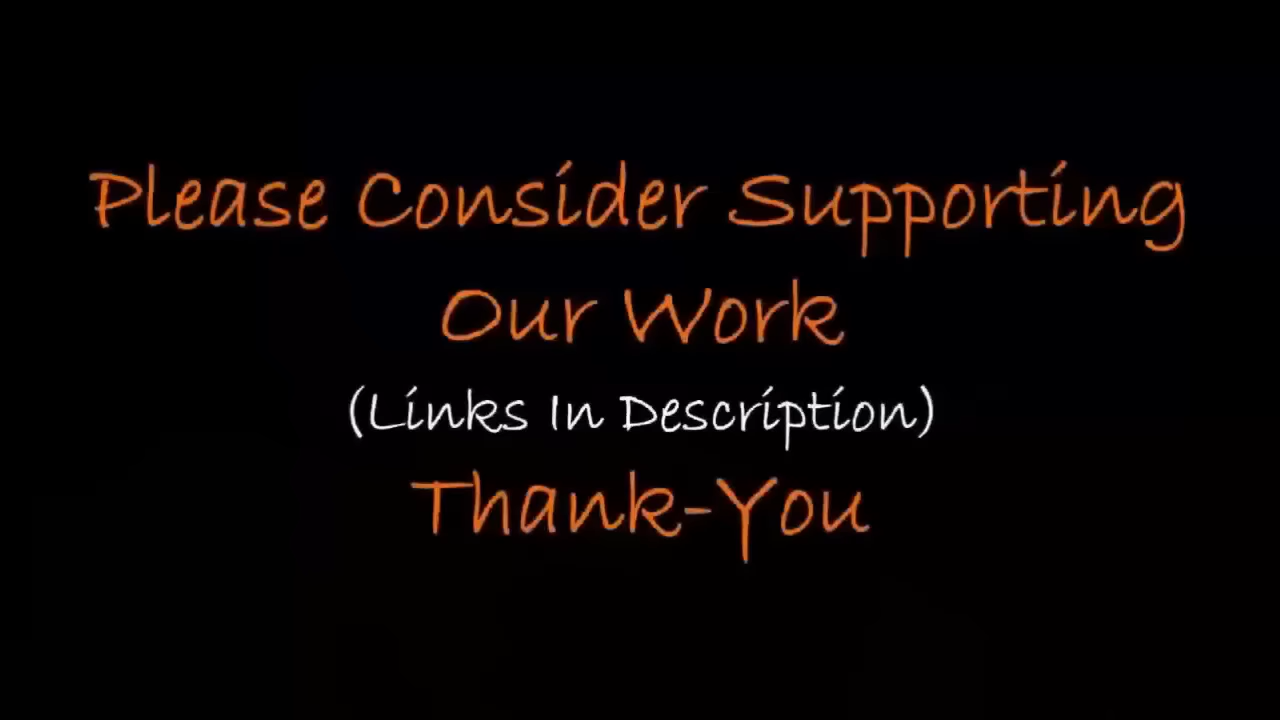 Please Consider Supporting
Our Work
(Links In Description)
Thank-You